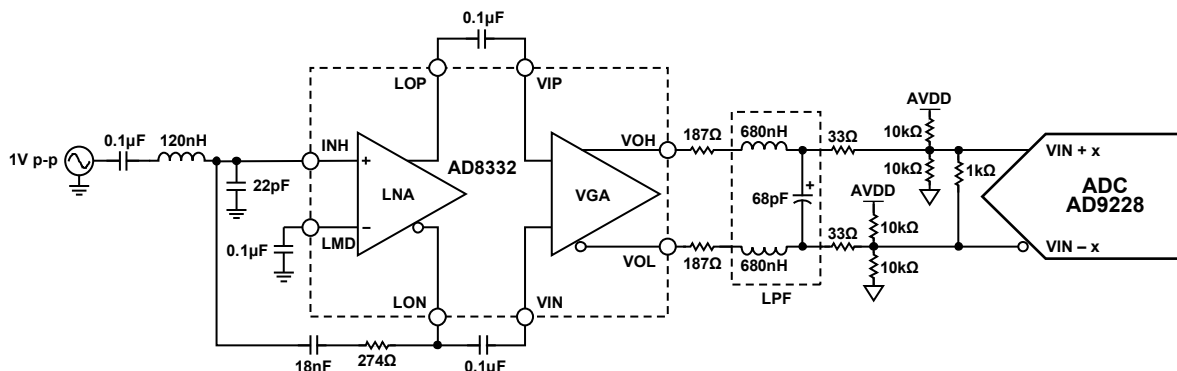 0.1µF
LOP
VIP
0.1µF
120nH
1V p-p
INH
+
AD8332
LNA
22pF
–
LMD
0.1µF
LON
VIN
18nF
274Ω
0.1µF
VGA
VOH
VOL
187Ω
187Ω
680nH
680nH
68pF
+
LPF
33Ω
33Ω
AVDD
10kΩ
10kΩ
AVDD
10kΩ
10kΩ
1kΩ
VIN + x
ADC
AD9228
VIN – x